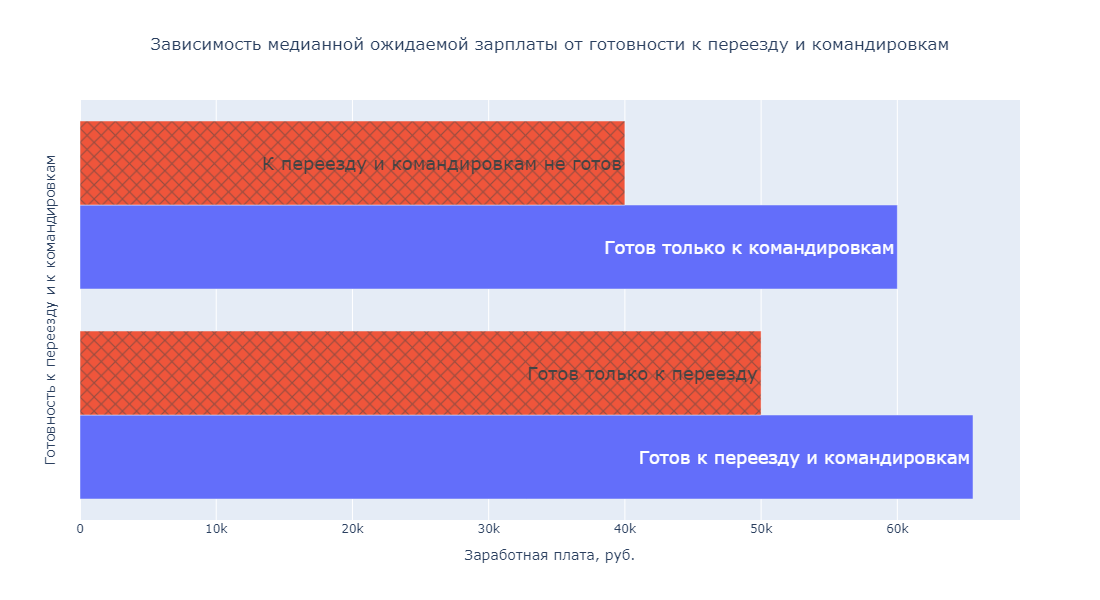 Зависимость медианной ожидаемой зарплаты от готовности к переезду и командировкам
Готовность к переезду и к командировкам
К переезду и командировкам не готов
Готов только к командировкам
Готов только к переезду
Готов к переезду и командировкам
0 10k 20k 30k 40k 50k 60k
Заработная плата, руб.